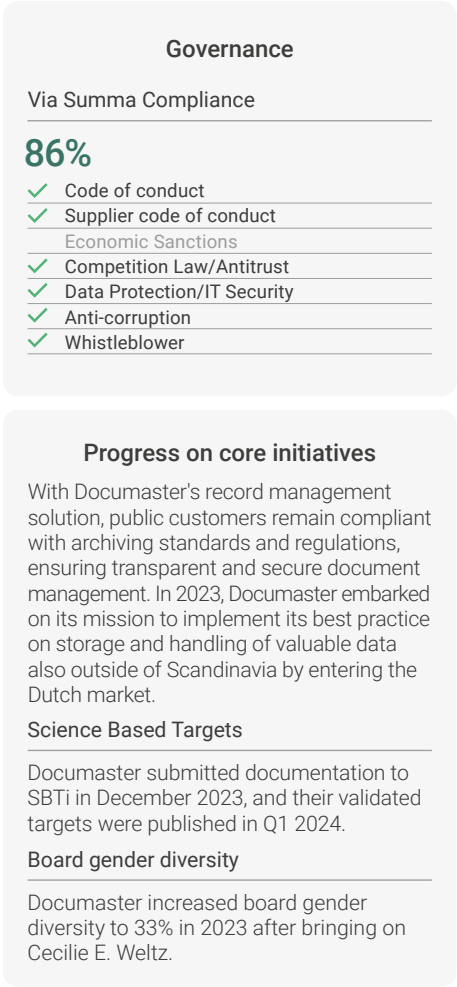 Governance
Via Summa Compliance
86%
Code of conduct
Supplier code of conduct
Economic Sanctions
Competition Law/Antitrust
Data Protection/IT Security
Anti-corruption
Whistleblower
Progress on core initiatives
With Documaster's record management
solution, public customers remain compliant
with archiving standards and regulations,
ensuring transparent and secure document
management. In 2023, Documaster embarked
on its mission to implement its best practice
on storage and handling of valuable data
also outside of Scandinavia by entering the
Dutch market.
Science Based Targets
Documaster submitted documentation to
SBTi in December 2023, and their validated
targets were published in Q1 2024.
Board gender diversity
Documaster increased board gender
diversity to 33% in 2023 after bringing on
Cecilie E. Weltz.